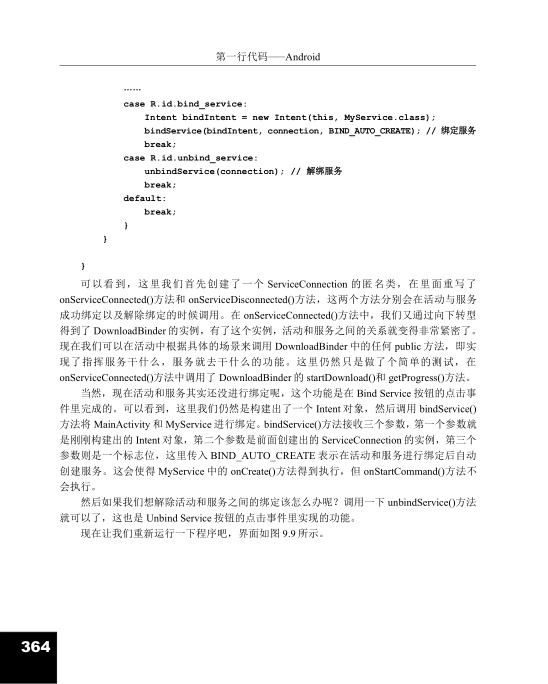 第一行代码——Android
……
case R.id.bind_service:
Intent bindIntent = new Intent(this, MyService.class);
bindService(bindIntent, connection, BIND_AUTO_CREATE); // 绑定服务
break;
case R.id.unbind_service:
unbindService(connection); // 解绑服务
break;
default:
break;
}
}
}
可以看到，这里我们首先创建了一个 ServiceConnection 的匿名类，在里面重写了
onServiceConnected()方法和 onServiceDisconnected()方法，这两个方法分别会在活动与服务
成功绑定以及解除绑定的时候调用。在 onServiceConnected()方法中，我们又通过向下转型
得到了 DownloadBinder 的实例，有了这个实例，活动和服务之间的关系就变得非常紧密了。
现在我们可以在活动中根据具体的场景来调用 DownloadBinder 中的任何 public 方法，即实
现了指挥服务干什么，服务就去干什么的功能。这里仍然只是做了个简单的测试，在
onServiceConnected()方法中调用了 DownloadBinder 的 startDownload()和 getProgress()方法。
当然，现在活动和服务其实还没进行绑定呢，这个功能是在 Bind Service 按钮的点击事
件里完成的。可以看到，这里我们仍然是构建出了一个 Intent 对象，然后调用 bindService()
方法将 MainActivity 和 MyService 进行绑定。bindService()方法接收三个参数，第一个参数就
是刚刚构建出的 Intent 对象，第二个参数是前面创建出的 ServiceConnection 的实例，第三个
参数则是一个标志位，这里传入 BIND_AUTO_CREATE 表示在活动和服务进行绑定后自动
创建服务。这会使得 MyService 中的 onCreate()方法得到执行，但 onStartCommand()方法不
会执行。
然后如果我们想解除活动和服务之间的绑定该怎么办呢？调用一下 unbindService()方法
就可以了，这也是 Unbind Service 按钮的点击事件里实现的功能。
现在让我们重新运行一下程序吧，界面如图 9.9 所示。
364